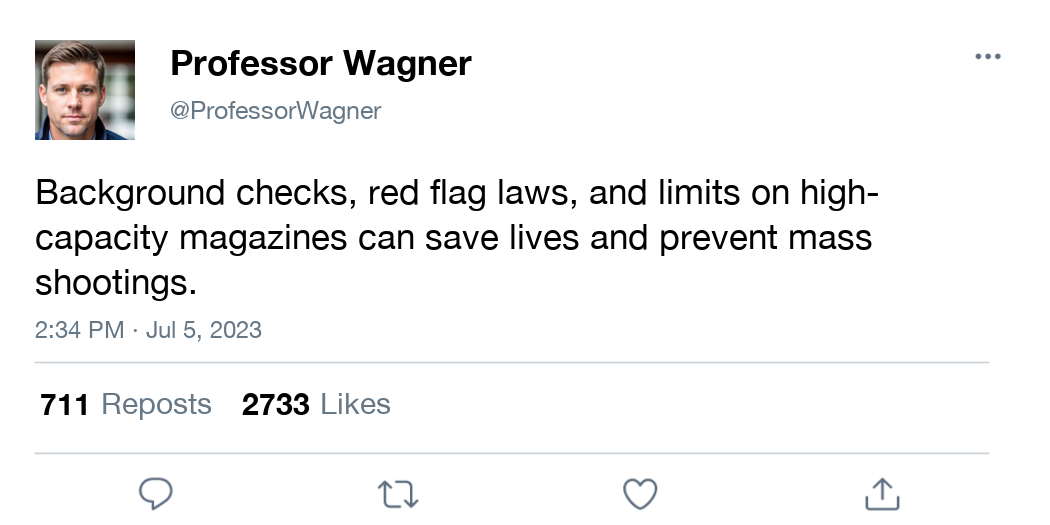 Professor Wagner
@ProfessorWagner
Background checks, red flag laws, and limits on high-
capacity magazines can save lives and prevent mass
shootings.
2:34 PM · Jul 5, 2023
711 Reposts 2733 Likes